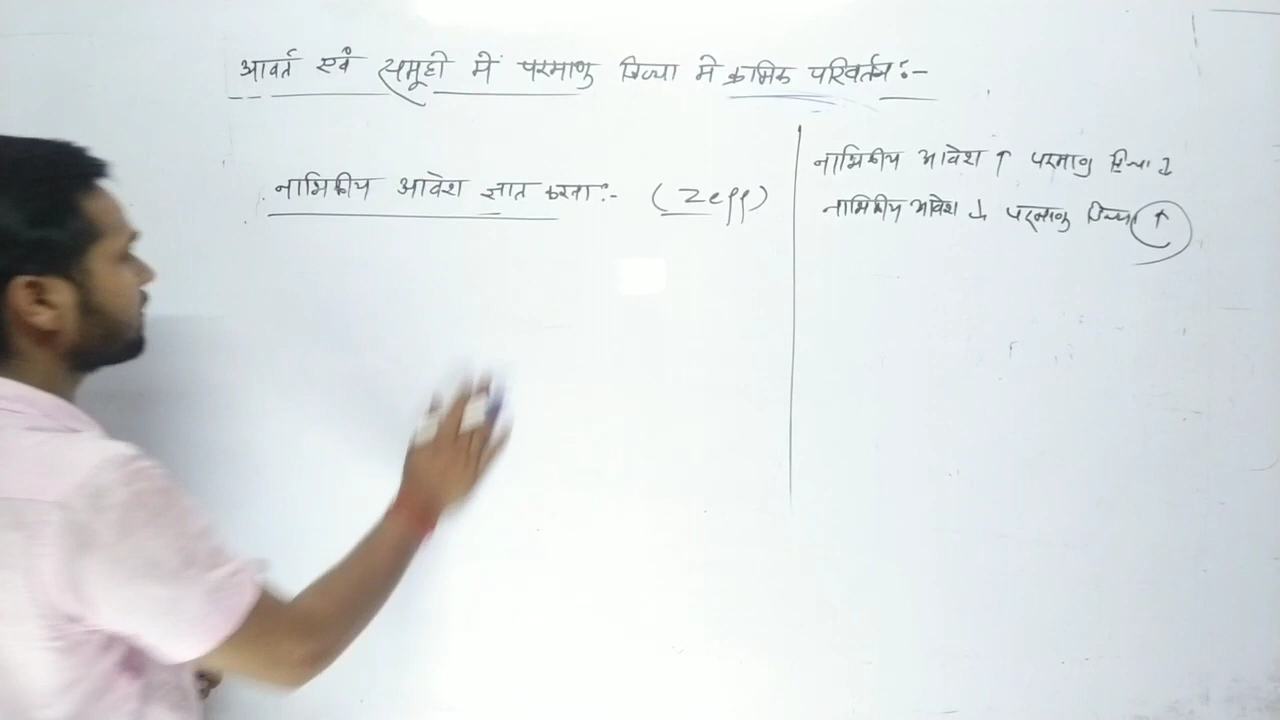 आवर्त एवं समूहो में परमाणु त्रिज्या मे क्रमिक परिवर्तन :-
नाभिकीय आवेश ज्ञात करना :- (Zeff)
नाभिकीय आवेश ↑ परमाणु त्रिज्या ↓
नाभिकीय आवेश ↓ परमाणु त्रिज्या ↑